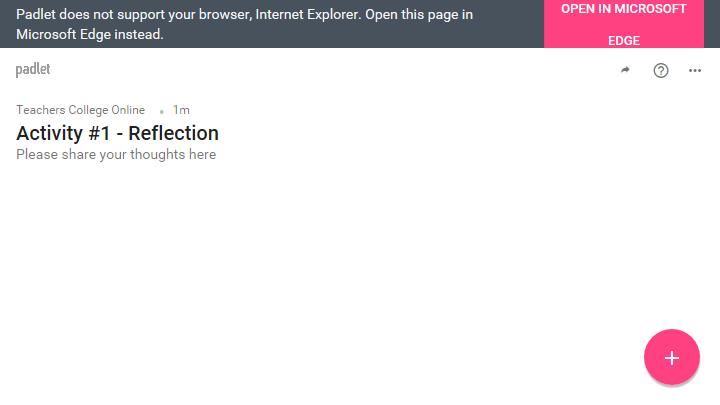 Padlet does not support your browser, Internet Explorer. Open this page in
Microsoft Edge instead.
OPEN IN MICROSOFT
EDGE
padlet
Teachers College Online • 1m
Activity #1 - Reflection
Please share your thoughts here